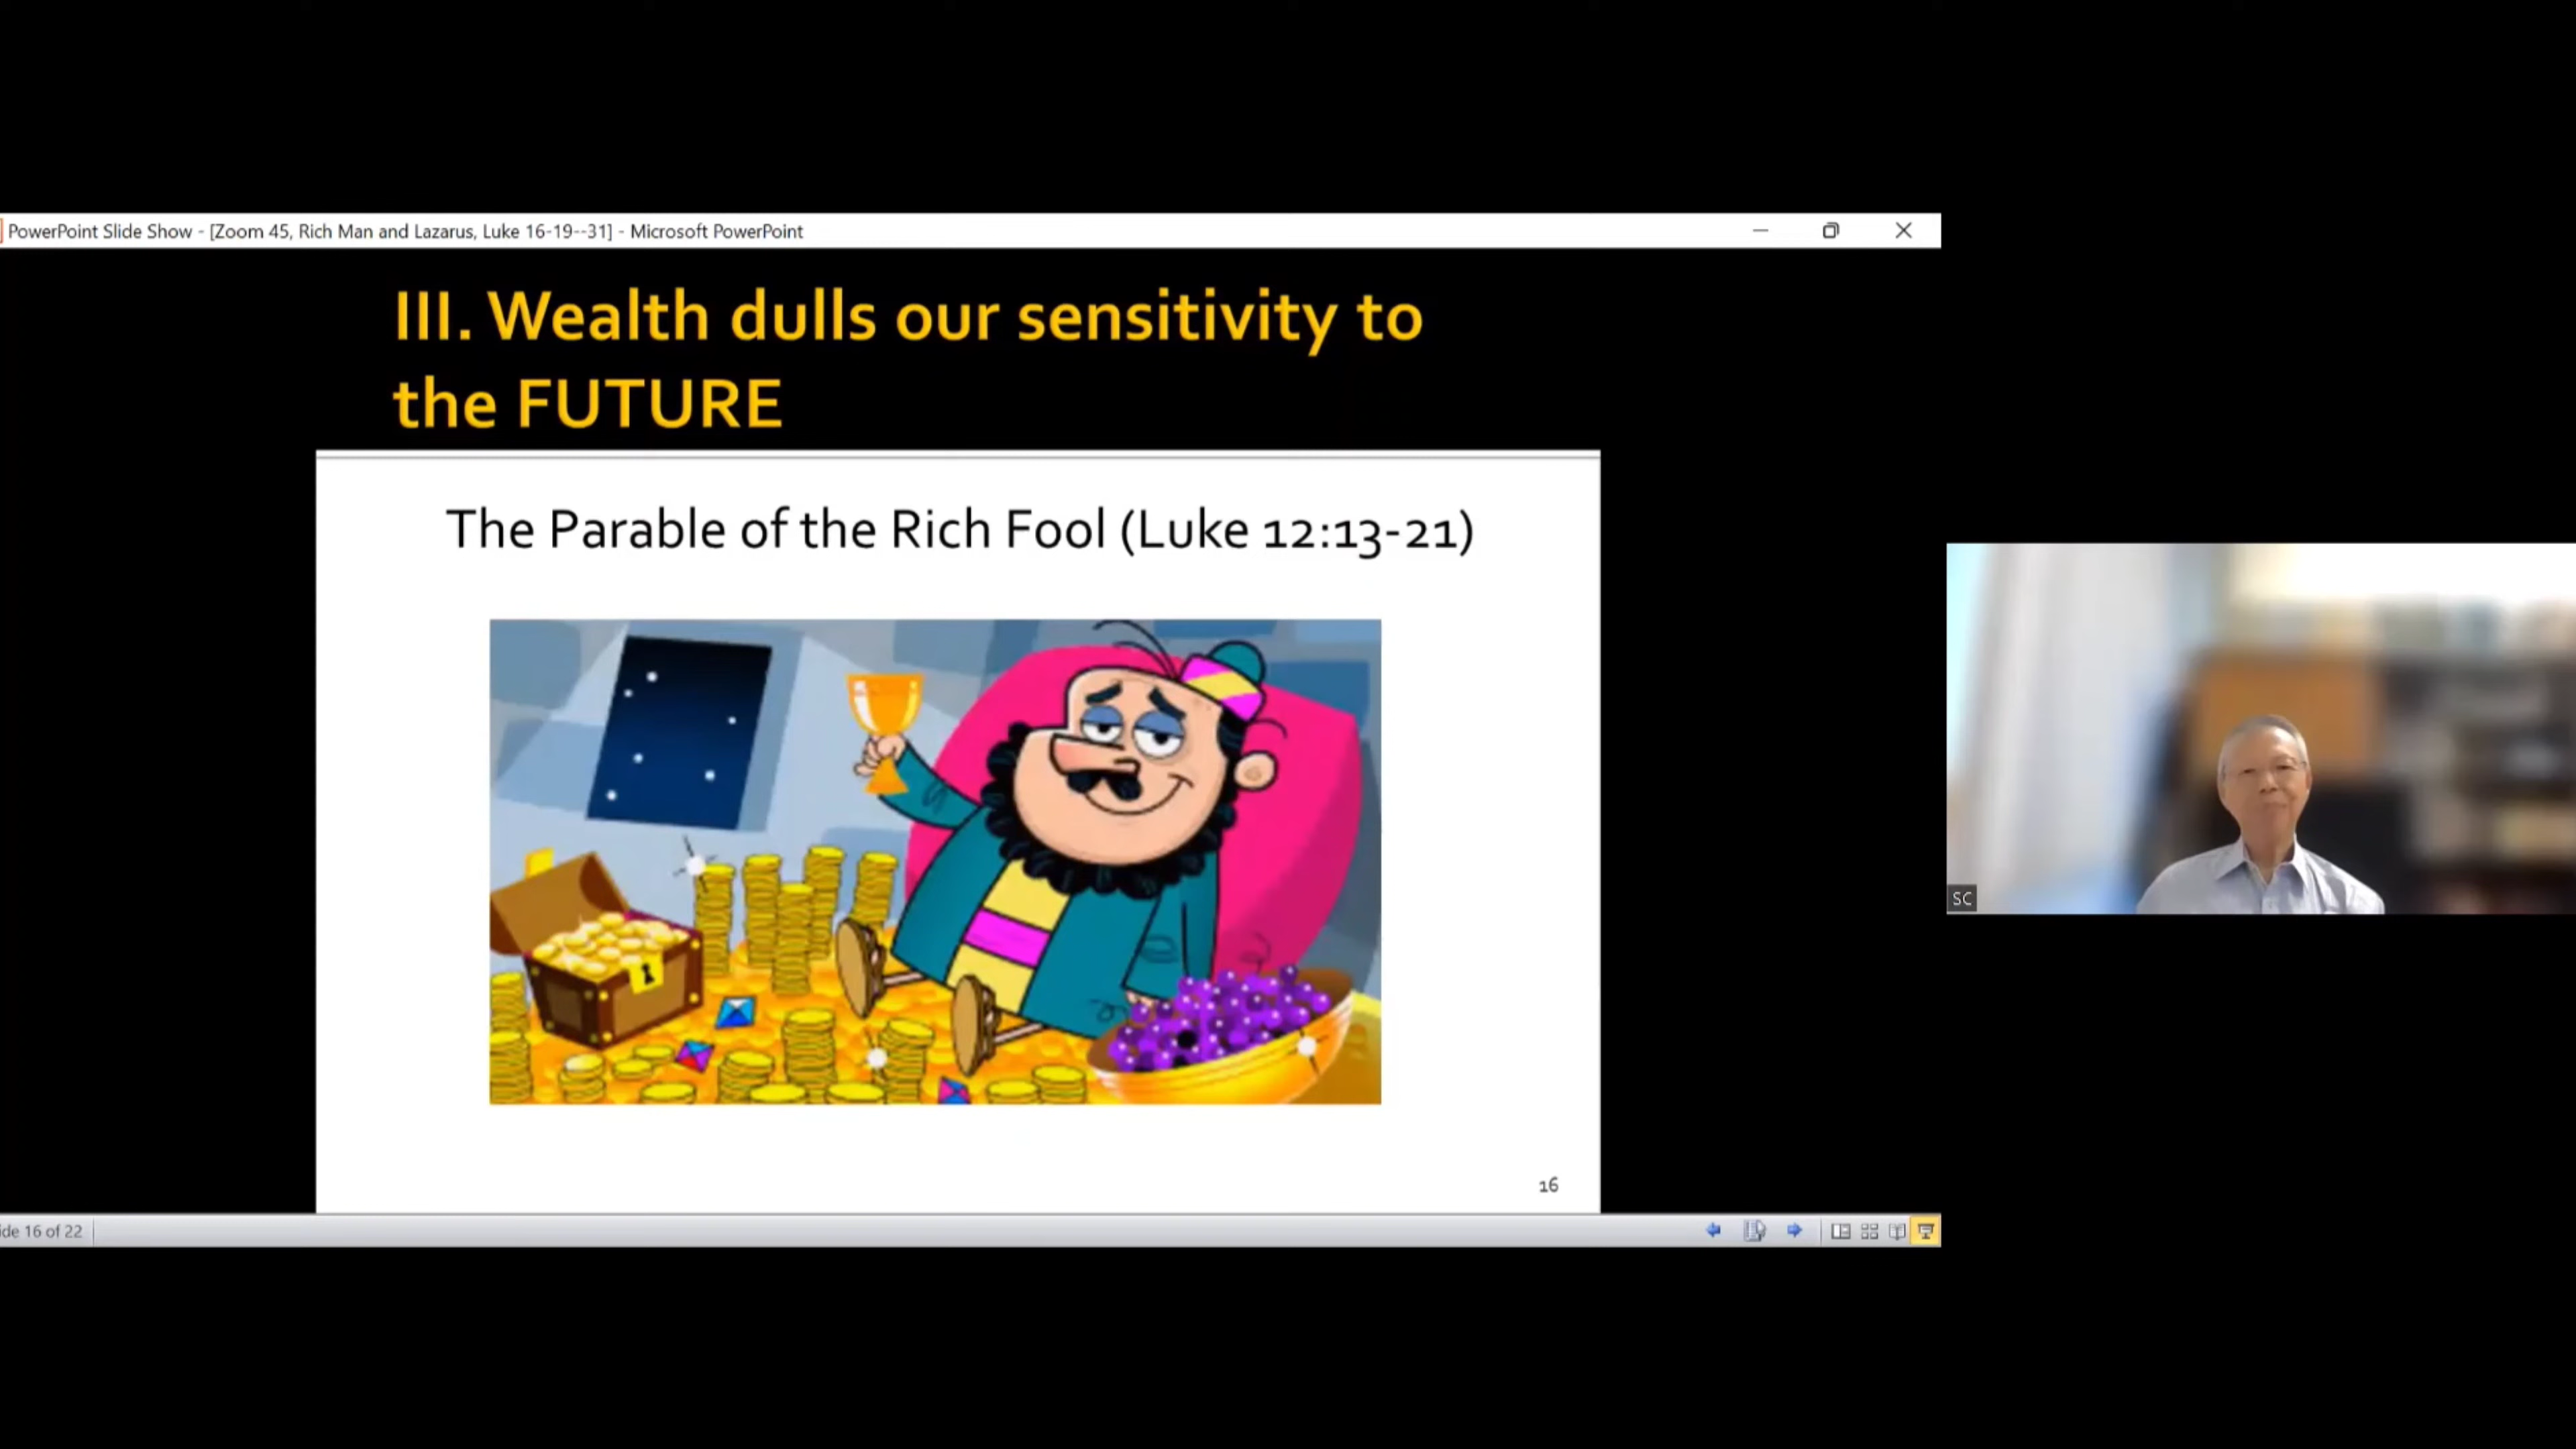 PowerPoint Slide Show - [Zoom 45, Rich Man and Lazarus, Luke 16-19--31] - Microsoft PowerPoint
III. Wealth dulls our sensitivity to
the FUTURE
The Parable of the Rich Fool (Luke 12:13-21)
SC
16
ide 16 of 22